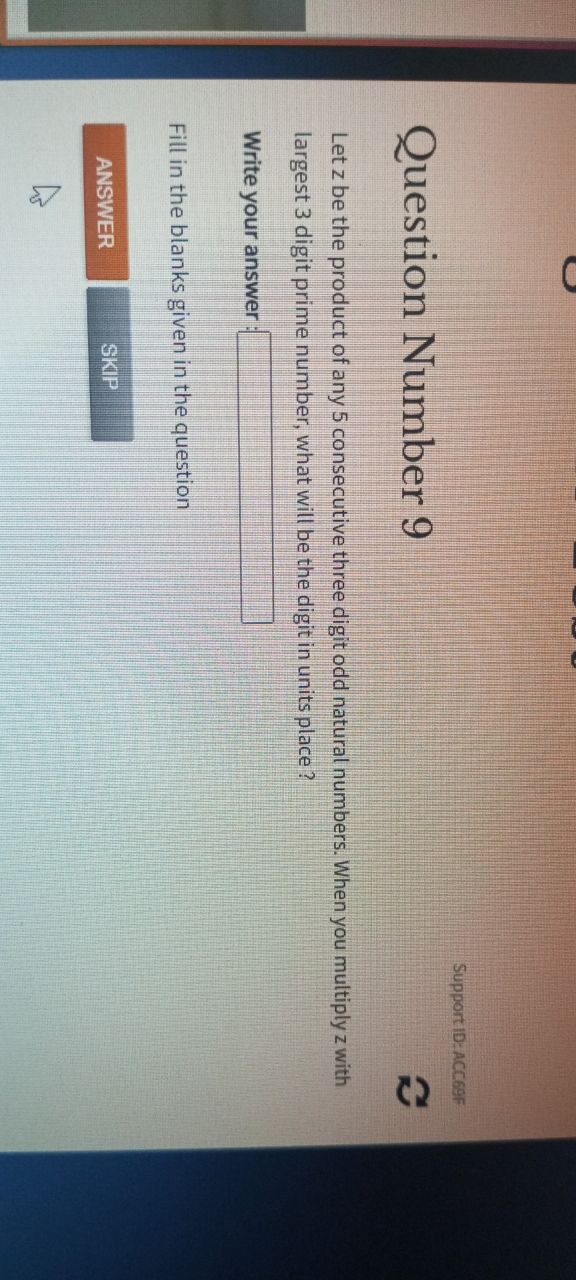 Support ID: ACC69F
Question Number 9
Let z be the product of any 5 consecutive three digit odd natural numbers. When you multiply z with
largest 3 digit prime number, what will be the digit in units place ?
Write your answer :
Fill in the blanks given in the question
ANSWER
SKIP